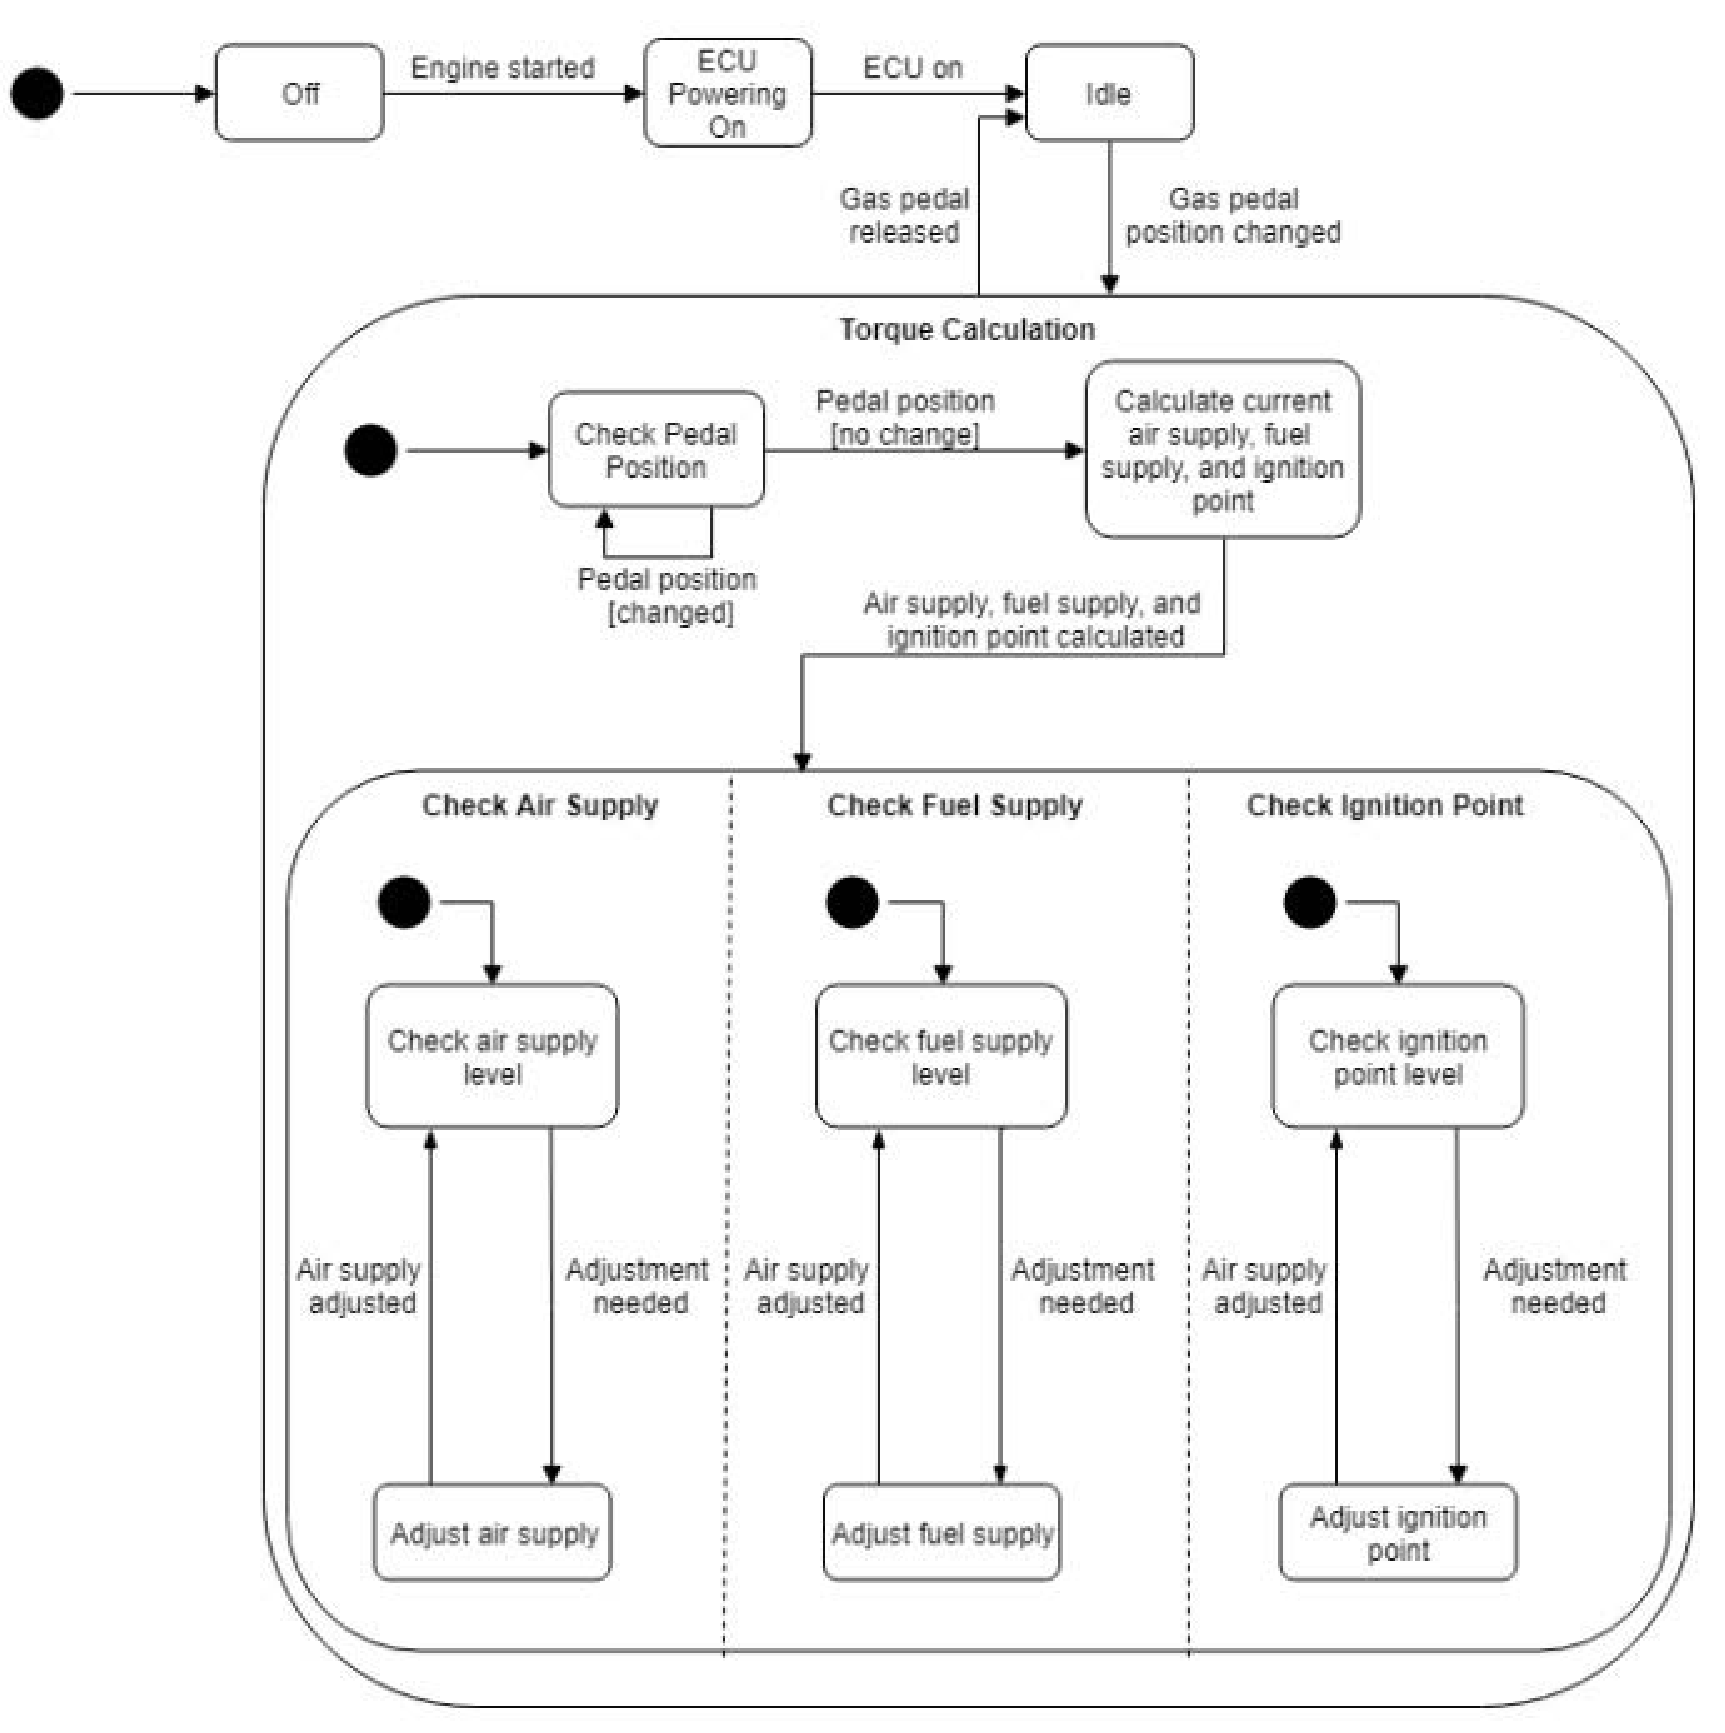 Off
Engine started
ECU
Powering
On
ECU on
Idle
Gas pedal
released
Gas pedal
position changed
Torque Calculation
Check Pedal
Position
Pedal position
[no change]
Calculate current
air supply, fuel
supply, and ignition
point
Pedal position
[changed]
Air supply, fuel supply, and
ignition point calculated
Check Air Supply
Check Fuel Supply
Check Ignition Point
Check air supply
level
Check fuel supply
level
Check ignition
point level
Air supply
adjusted
Adjustment
needed
Air supply
adjusted
Adjustment
needed
Air supply
adjusted
Adjustment
needed
Adjust air supply
Adjust fuel supply
Adjust ignition
point